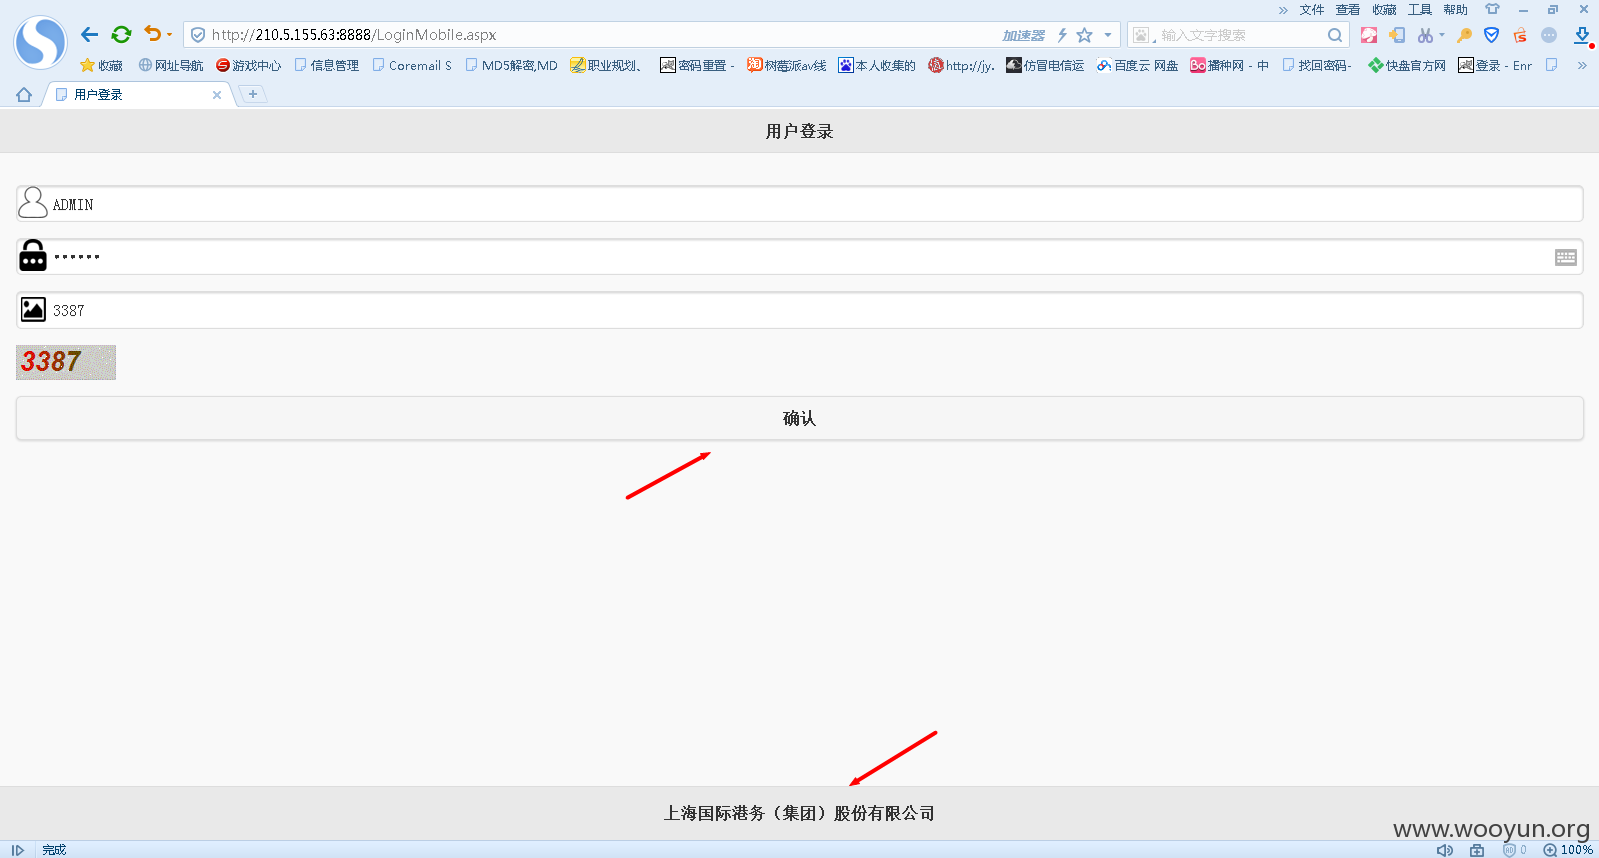 » 文件 查看 收藏 工具 帮助
http://210.5.155.63:8888/LoginMobile.aspx 加速器 输入文字搜索
收藏 网址导航 游戏中心 信息管理 Coremail S MD5解密,MD 职业规划、 密码重置 - 树莓派av线 本人收集的 http://jy. 仿冒电信运 百度云 网盘 播种网 - 中 找回密码- 快盘官方网 登录 - Enr »
用户登录
用户登录
ADMIN
••••••
3387
3387
确认
上海国际港务（集团）股份有限公司
www.wooyun.org
完成 0 100%